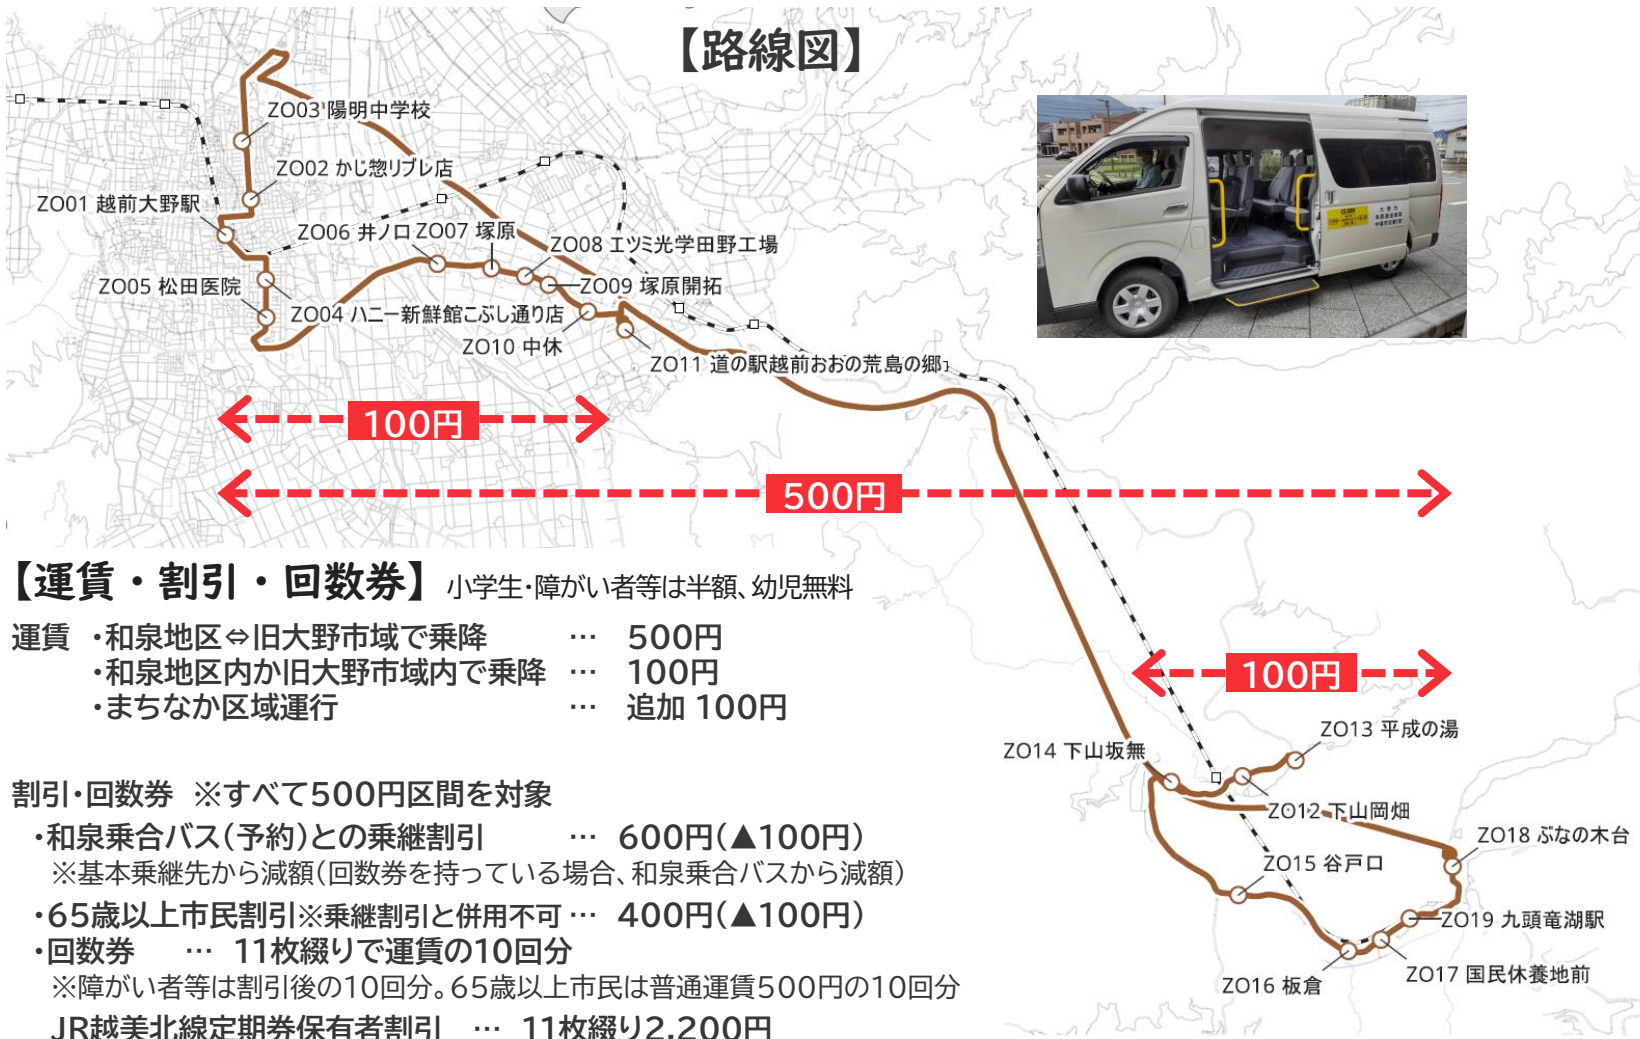 【路線図】
ZO03 陽明中学校
ZO02 かじ惣リブレ店
ZO01 越前大野駅
ZO06 井ノ口
ZO07 塚原
ZO08 エツミ光学田野工場
ZO05 松田医院
ZO09 塚原開拓
ZO04 ハニー新鮮館こぶし通り店
ZO10 中休
ZO11 道の駅越前おおの荒島の郷
100円
500円
【運賃・割引・回数券】 小学生・障がい者等は半額、幼児無料
運賃 ・和泉地区⇔旧大野市域で乗降 … 500円
・和泉地区内か旧大野市域内で乗降 … 100円
・まちなか区域運行 … 追加 100円
100円
ZO13 平成の湯
ZO14 下山坂無
ZO12 下山岡畑
ZO18 ぶなの木台
ZO15 谷戸口
ZO19 九頭竜湖駅
ZO17 国民休養地前
ZO16 板倉
割引・回数券 ※すべて500円区間を対象
・和泉乗合バス(予約)との乗継割引 … 600円(▲100円)
※基本乗継先から減額(回数券を持っている場合、和泉乗合バスから減額)
・65歳以上市民割引※乗継割引と併用不可 … 400円(▲100円)
・回数券 … 11枚綴りで運賃の10回分
※障がい者等は割引後の10回分。65歳以上市民は普通運賃500円の10回分
JR越美北線定期券保有者割引 … 11枚綴り2,200円